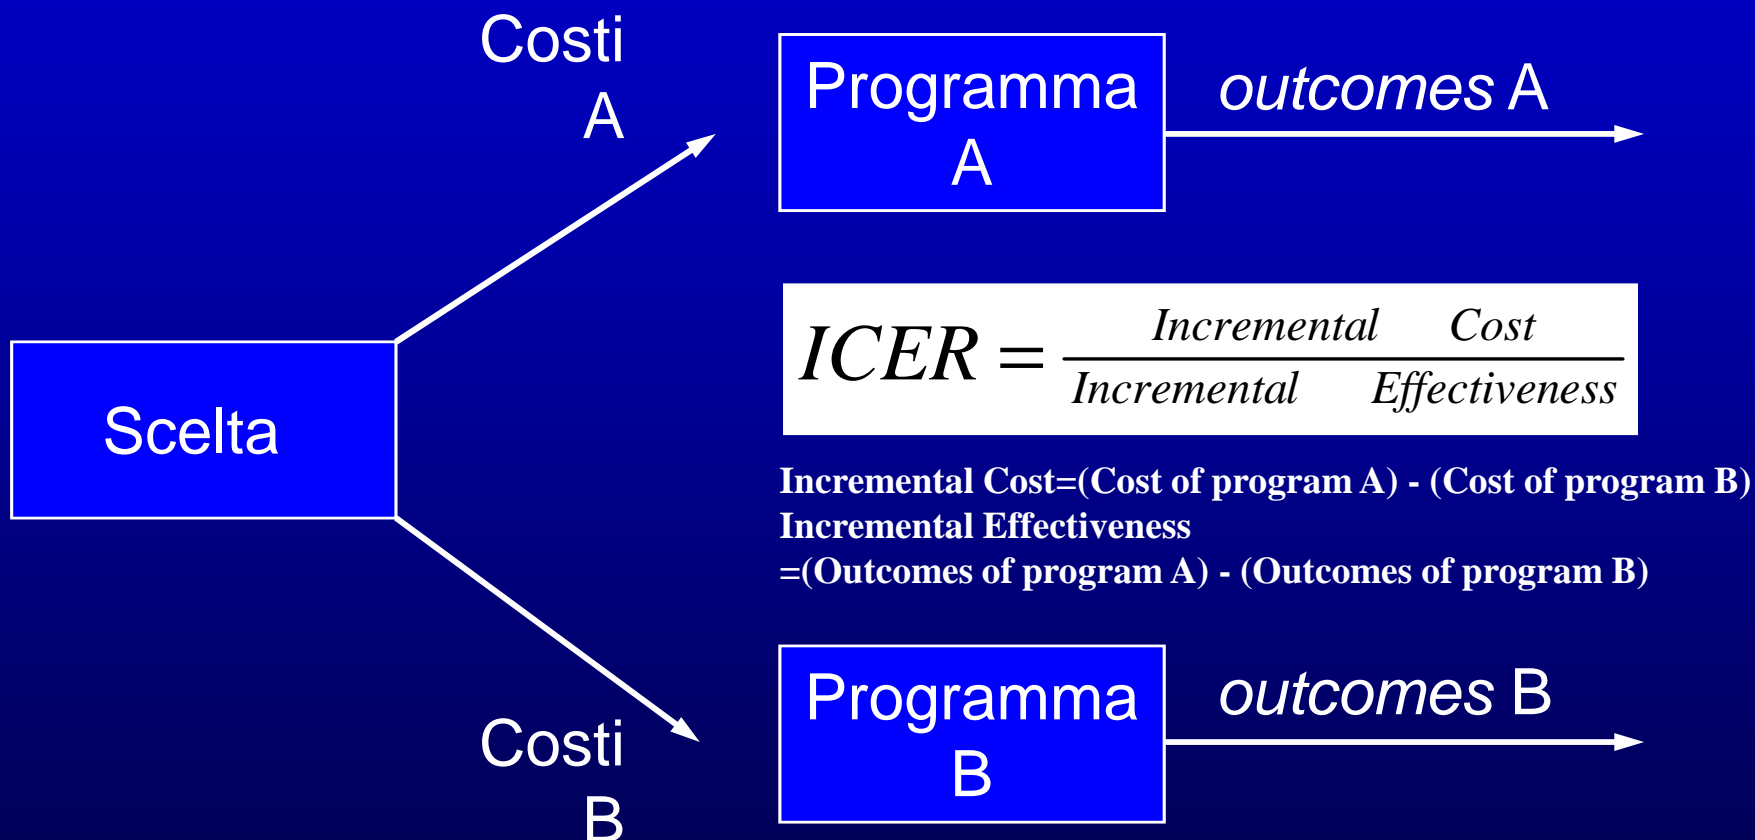 Costi
A
Programma
A
outcomes A
ICER = Incremental Cost
Incremental Effectiveness
Scelta
Incremental Cost=(Cost of program A) - (Cost of program B)
Incremental Effectiveness
=(Outcomes of program A) - (Outcomes of program B)
Costi
B
Programma
B
outcomes B